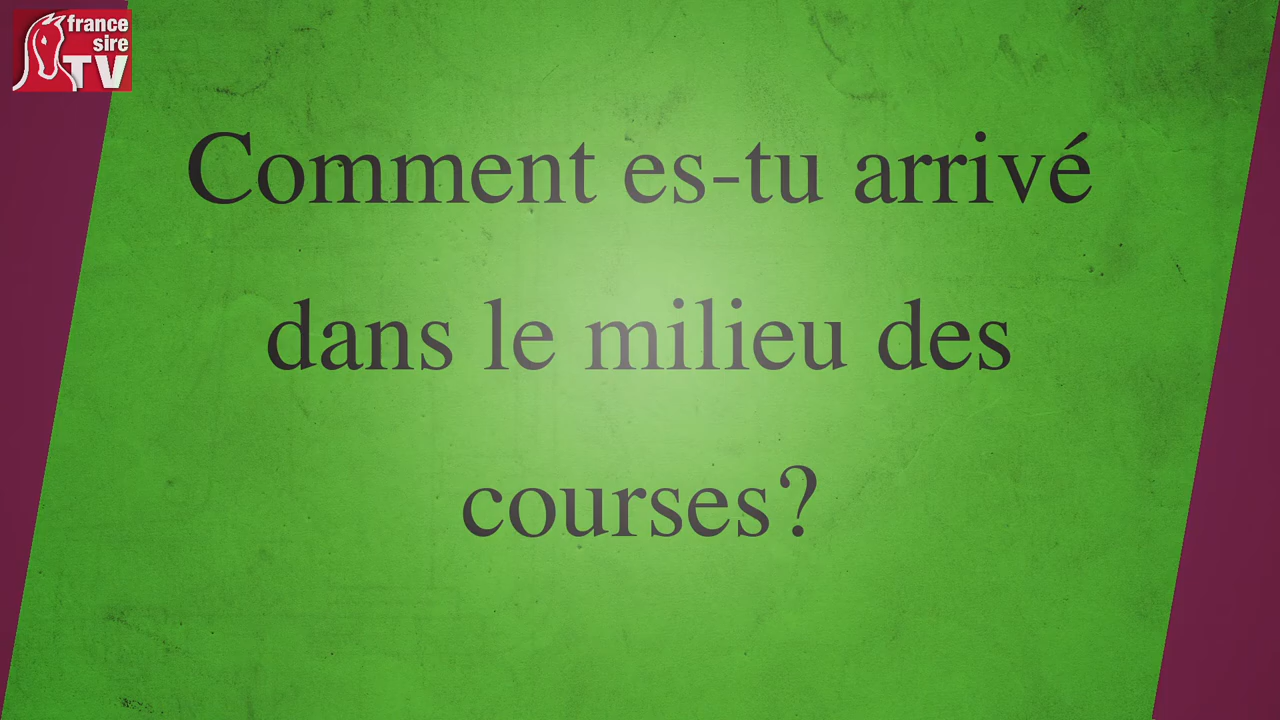 france
sire
TV
Comment es-tu arrivé
dans le milieu des
courses?